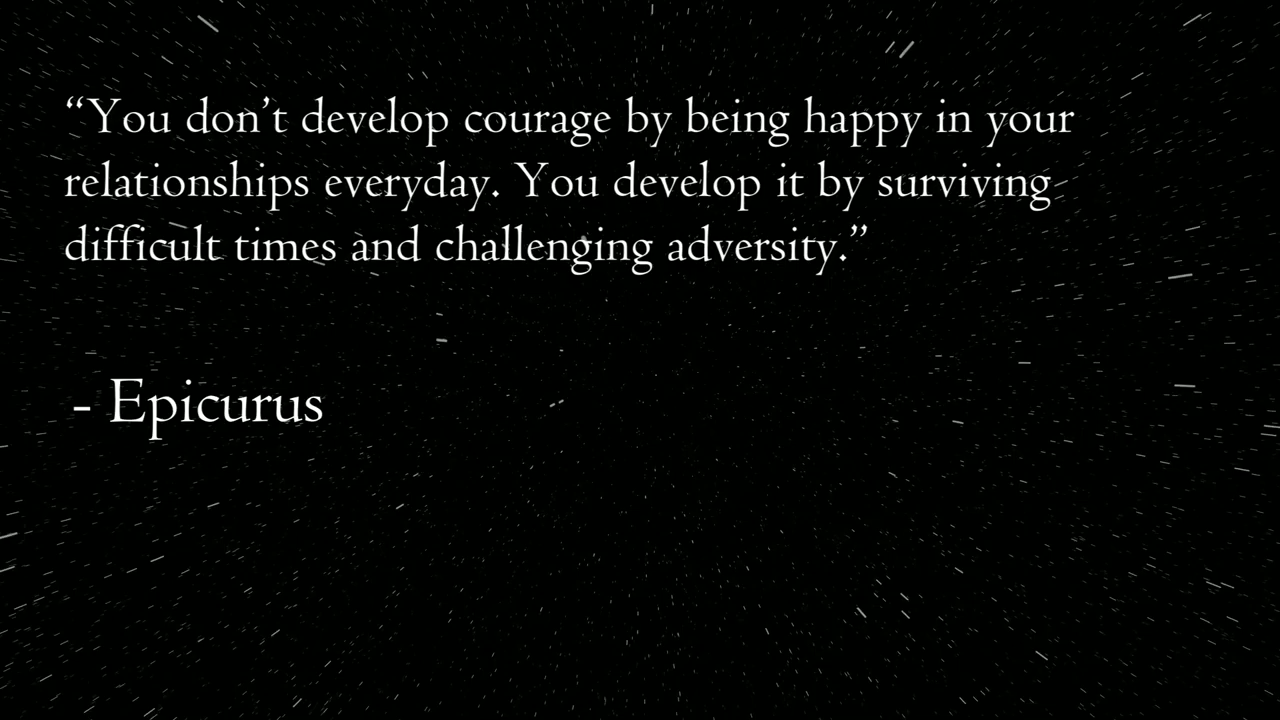 “You don’t develop courage by being happy in your
relationships everyday. You develop it by surviving
difficult times and challenging adversity.”
- Epicurus